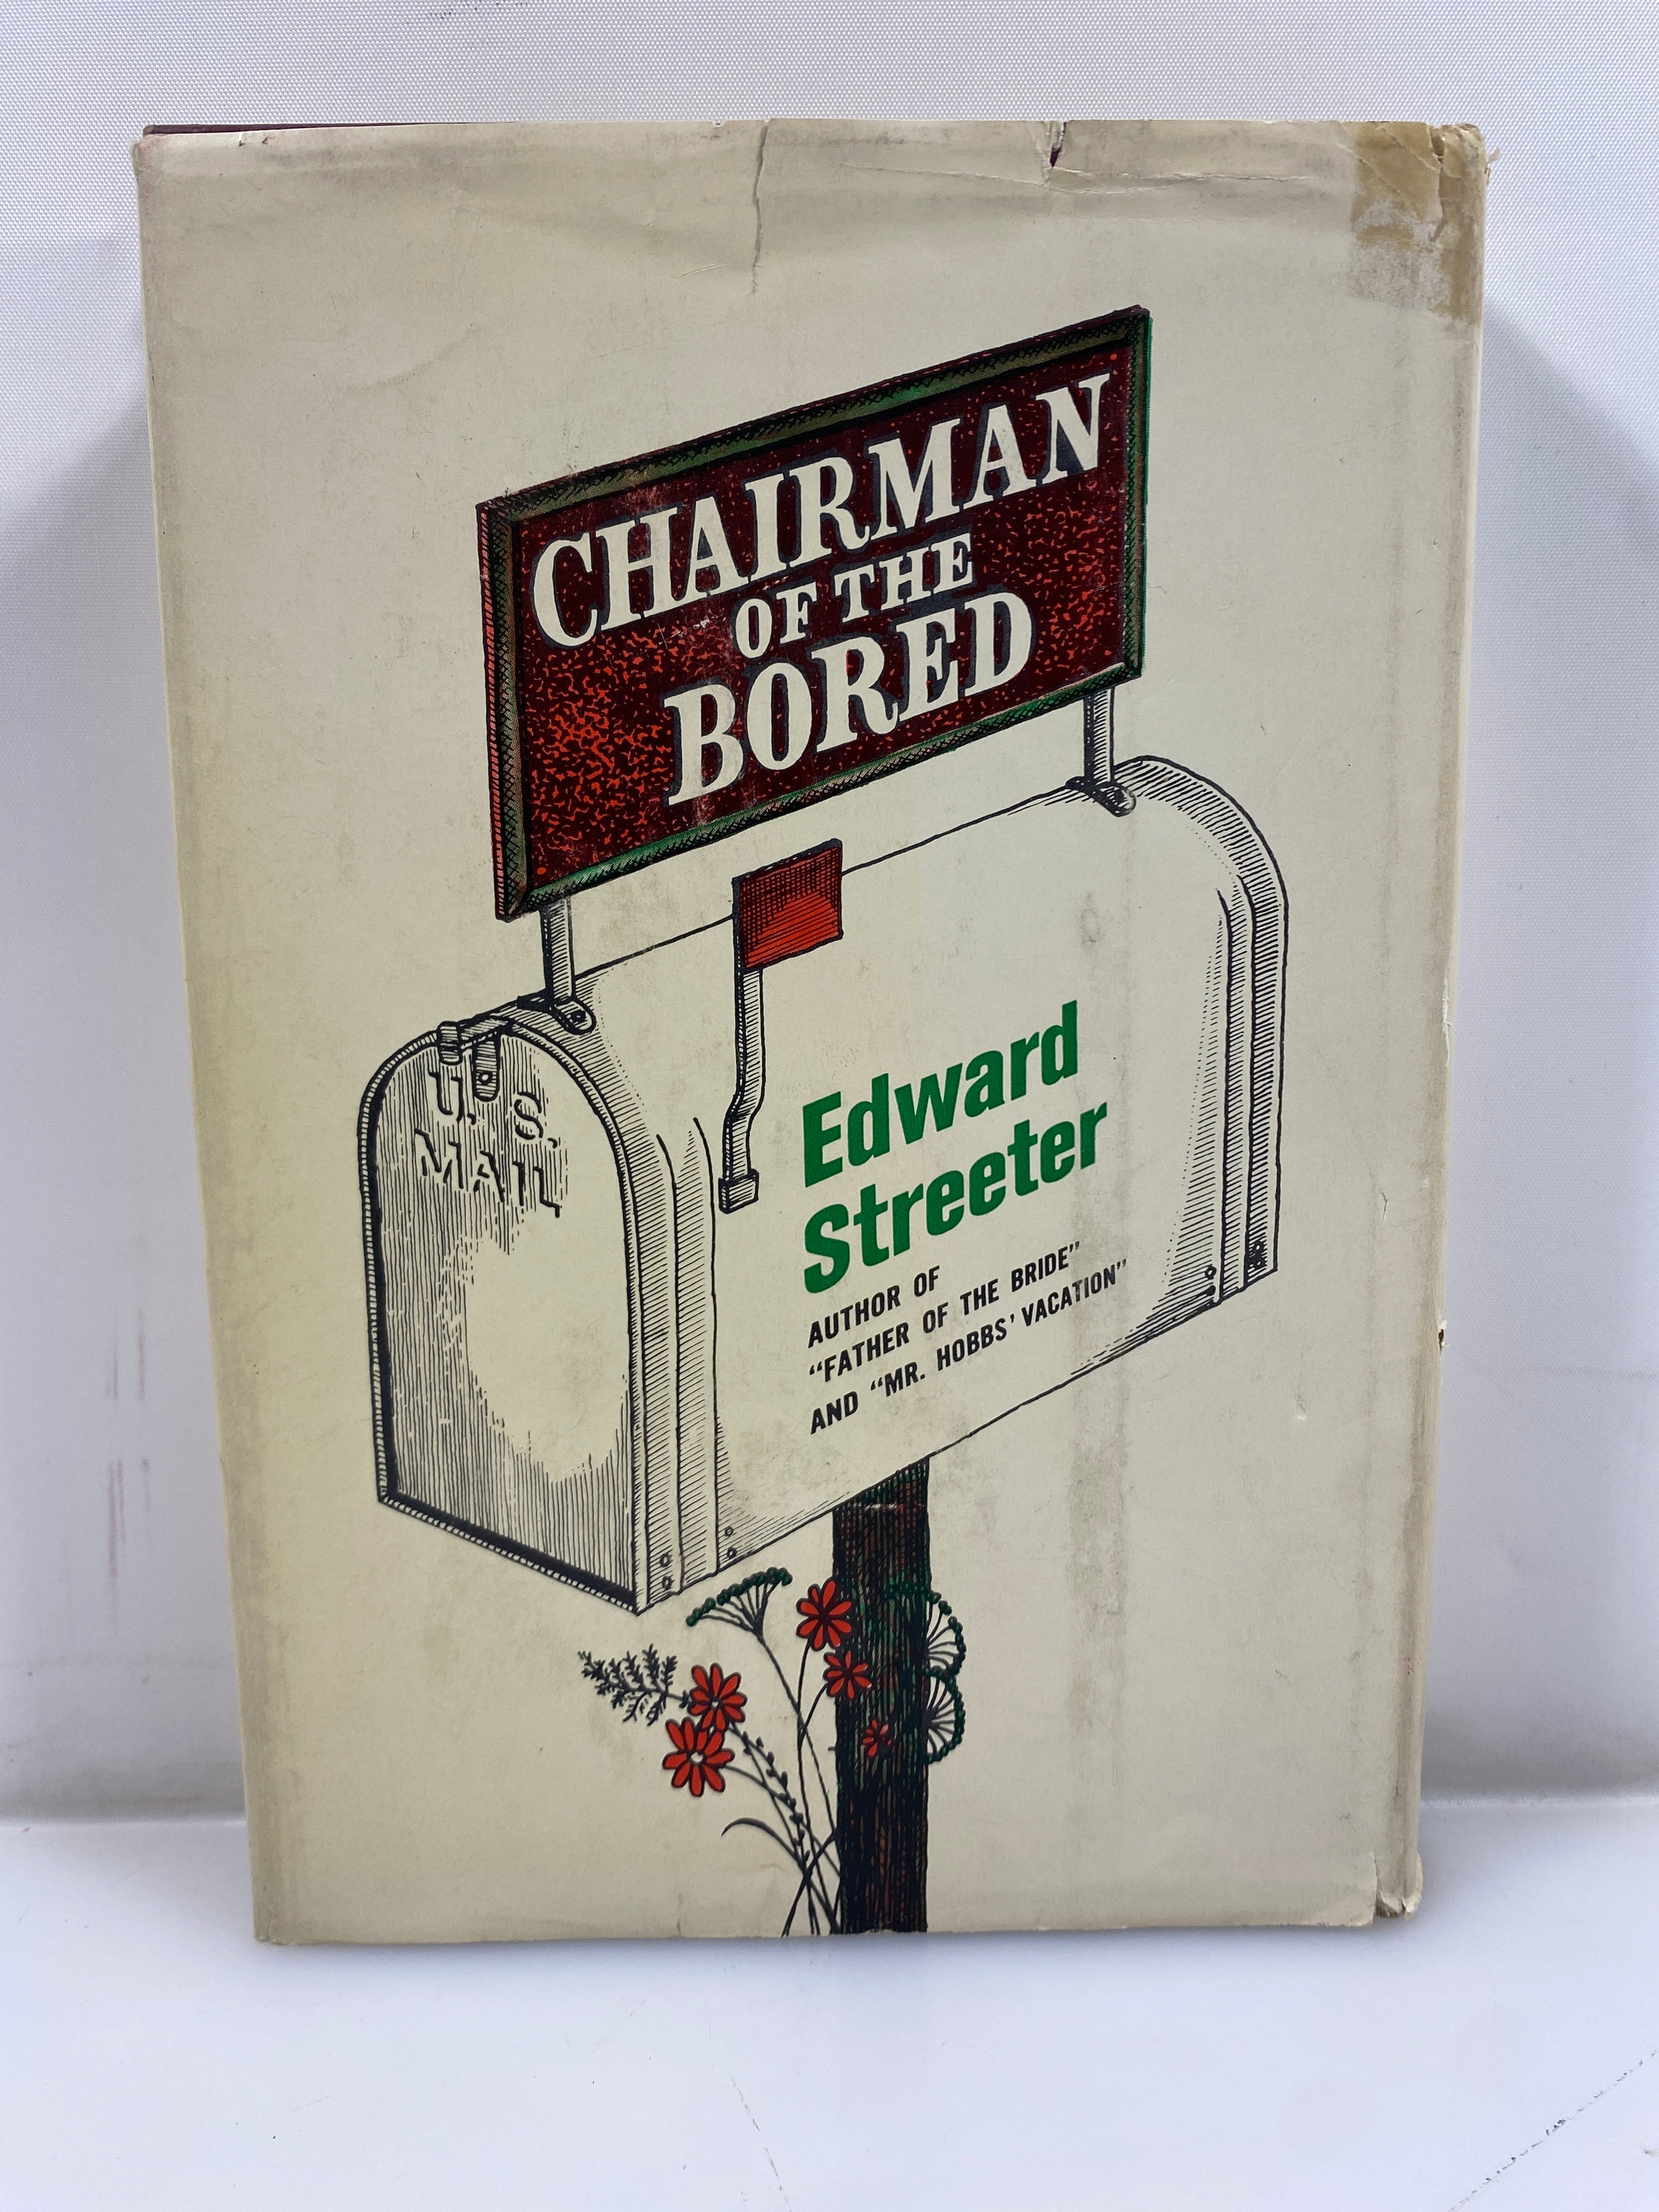 CHAIRMAN
OF THE
BORED
U. S.
MAIL
Edward
Streeter
AUTHOR OF
"FATHER OF THE BRIDE"
AND "MR. HOBBS' VACATION"